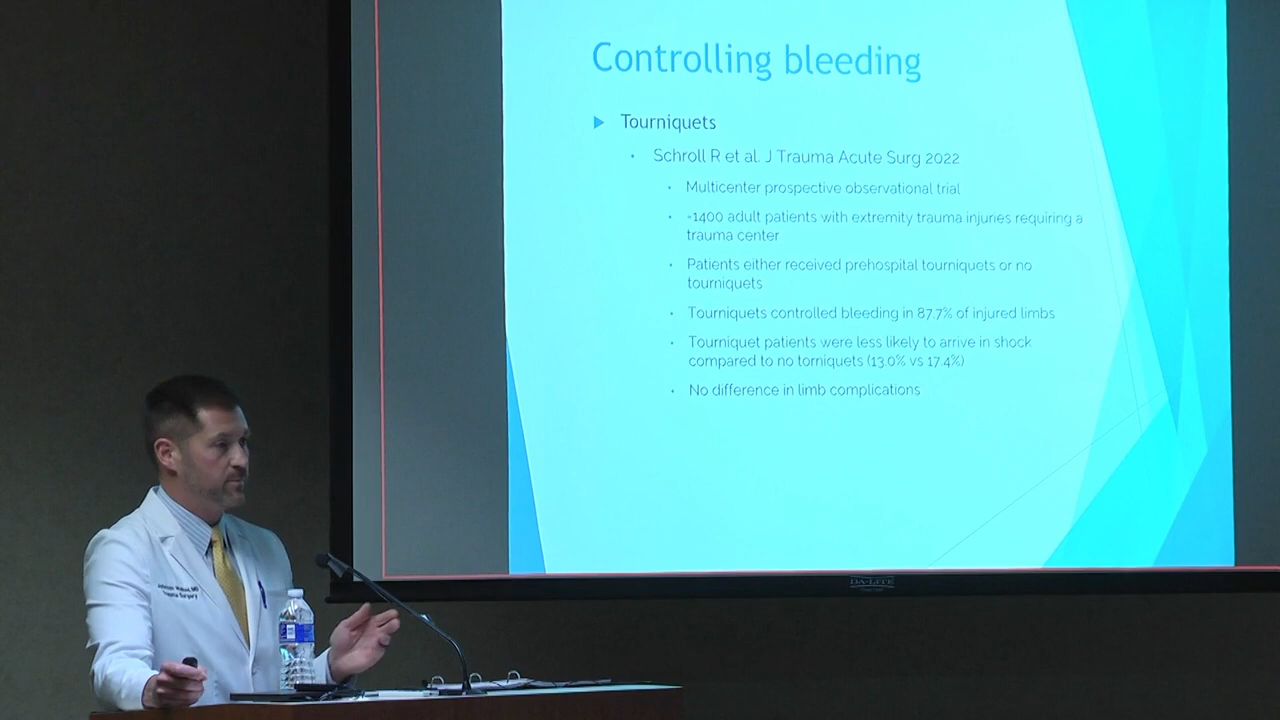 Controlling bleeding
Tourniquets
Schroll R et al. J Trauma Acute Surg 2022
Multicenter prospective observational trial
~1400 adult patients with extremity trauma injuries requiring a
trauma center
Patients either received prehospital tourniquets or no
tourniquets
Tourniquets controlled bleeding in 87.7% of injured limbs
Tourniquet patients were less likely to arrive in shock
compared to no torniquets (13.0% vs 17.4%)
No difference in limb complications
DA-LITE
MD
Trauma Surgery